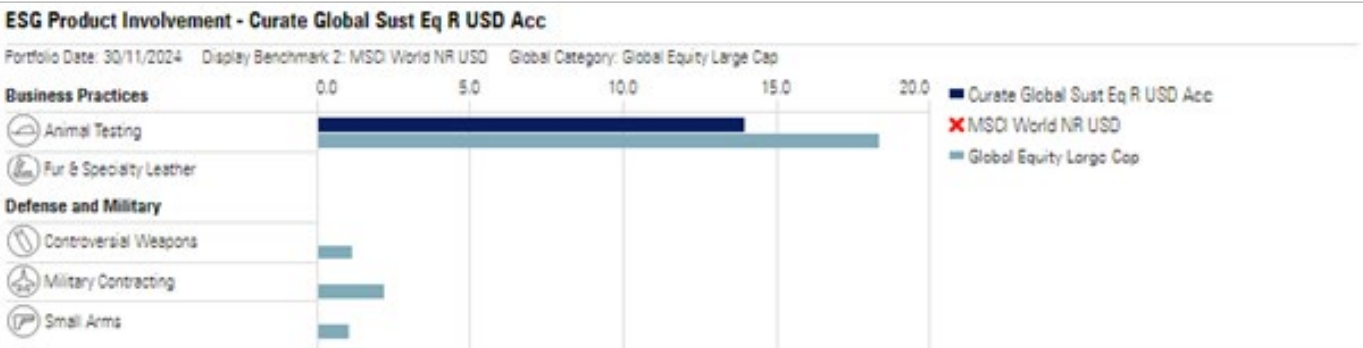 ESG Product Involvement - Curate Global Sust Eq R USD Acc
Portfolio Date: 30/11/2024 Display Benchmark 2: MSCI World NR USD Global Category: Global Equity Large Cap
Business Practices
0.0 5.0 10.0 15.0 20.0
Animal Testing
Fur & Specialty Leather
Defense and Military
Controversial Weapons
Military Contracting
Small Arms
Curate Global Sust Eq R USD Acc
MSCI World NR USD
Global Equity Large Cap